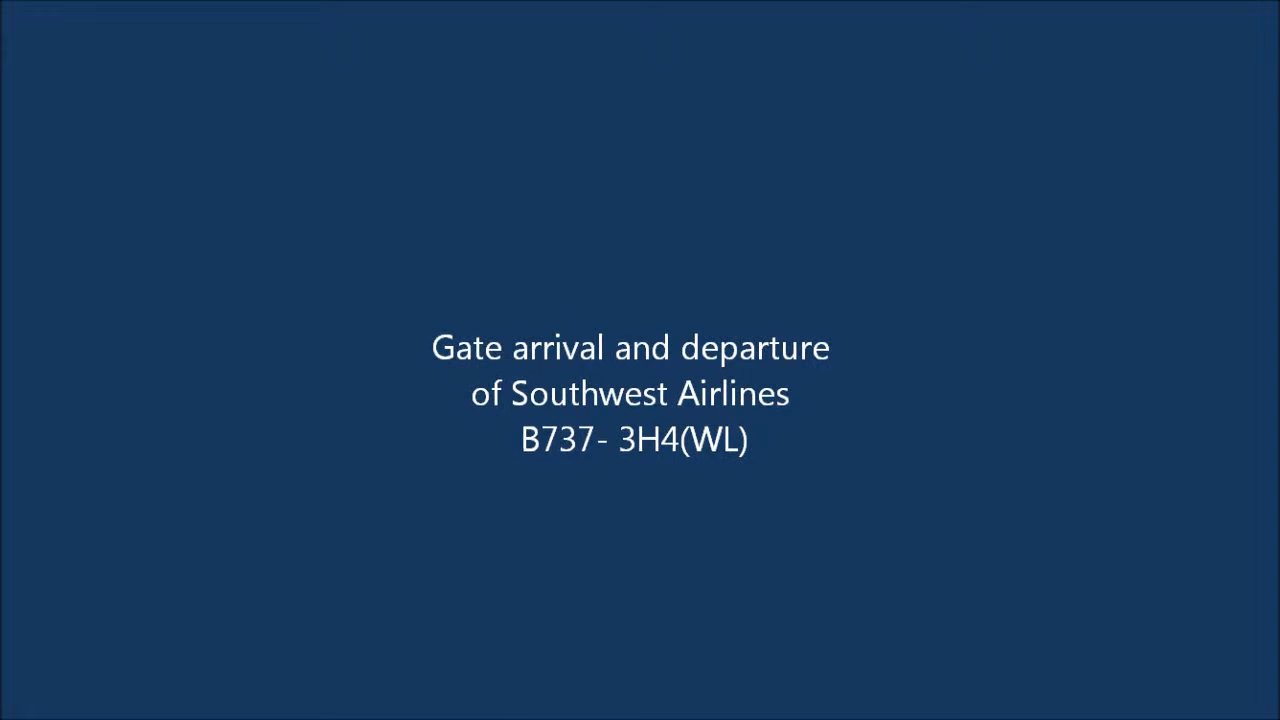 Gate arrival and departure
of Southwest Airlines
B737- 3H4(WL)